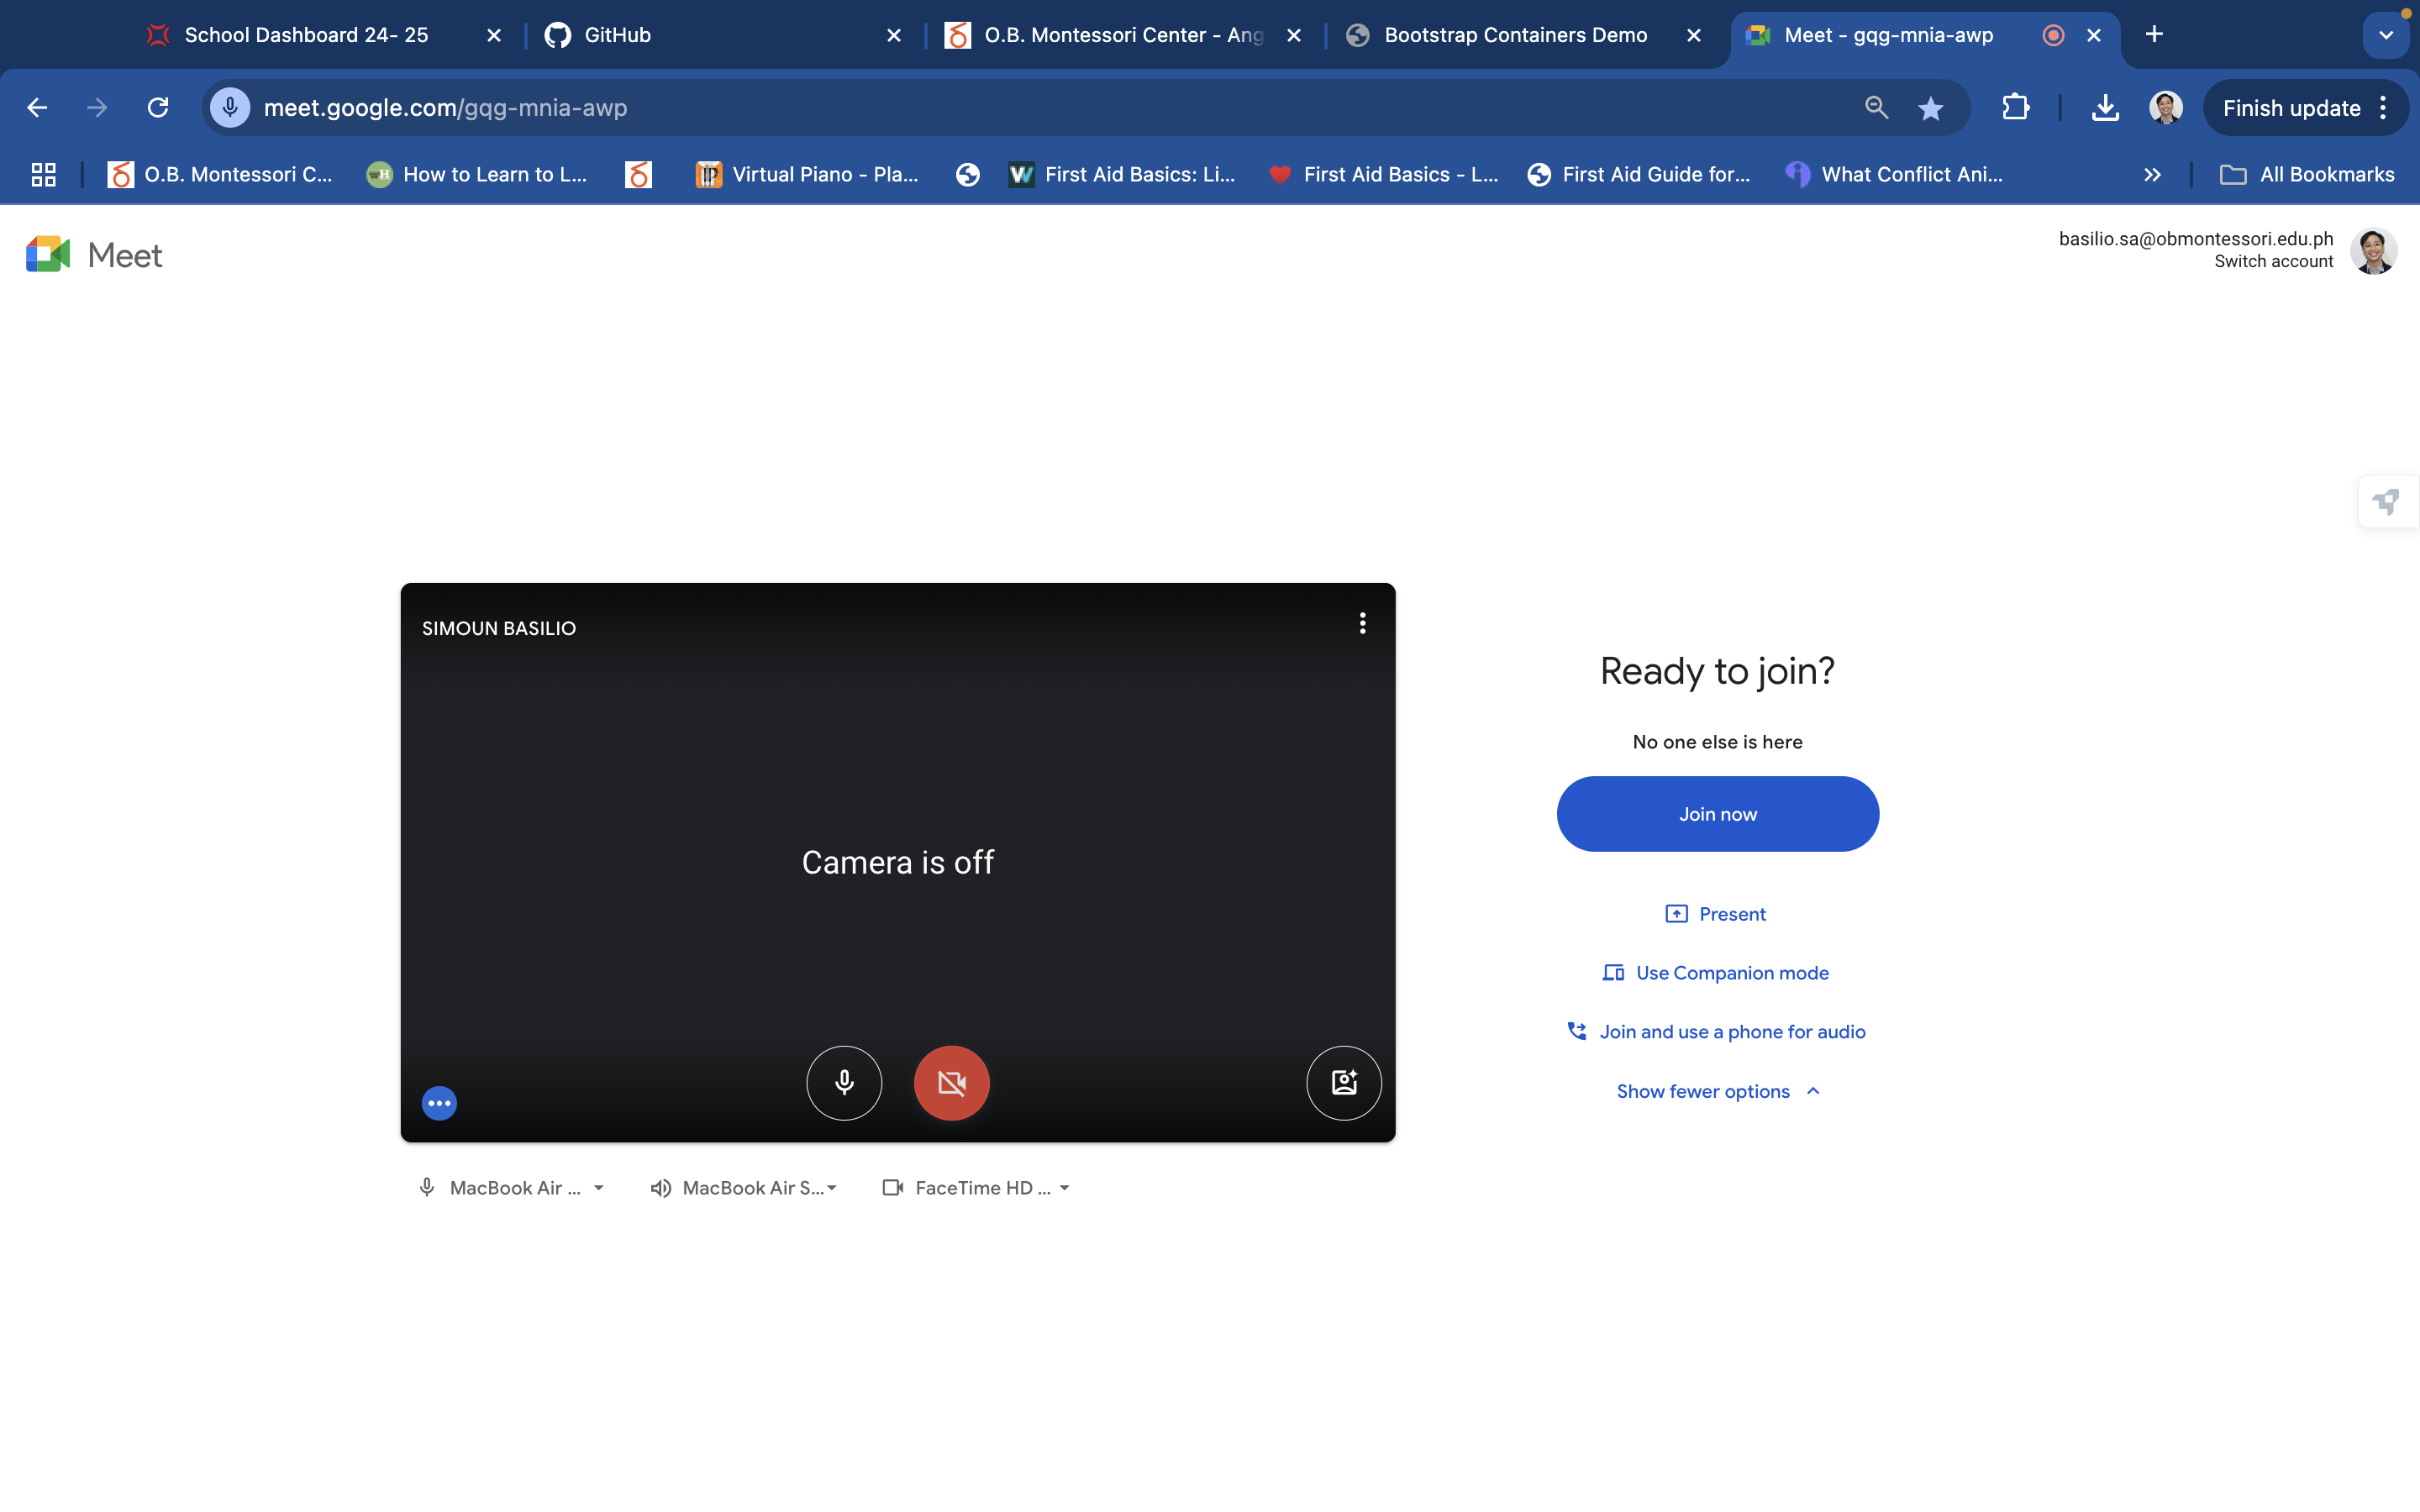 School Dashboard 24- 25
GitHub
O.B. Montessori Center - Ang
Bootstrap Containers Demo
Meet - gqg-mnia-awp
meet.google.com/gqg-mnia-awp
Finish update
O.B. Montessori C...
How to Learn to L...
Virtual Piano - Pla...
First Aid Basics: Li...
First Aid Basics - L...
First Aid Guide for...
What Conflict Ani...
All Bookmarks
Meet
basilio.sa@obmontessori.edu.ph
Switch account
SIMOUN BASILIO
Camera is off
Ready to join?
No one else is here
Join now
Present
Use Companion mode
Join and use a phone for audio
Show fewer options
MacBook Air ...
MacBook Air S...
FaceTime HD ...